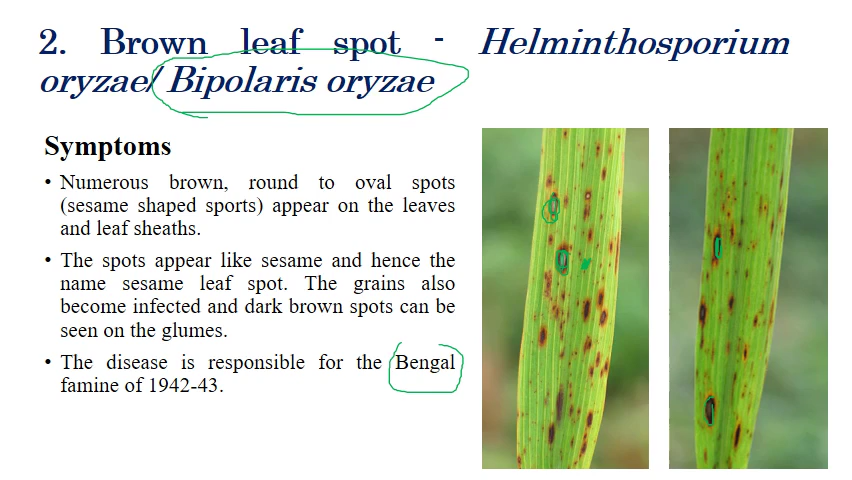 2. Brown leaf spot - Helminthosporium
oryzae/ Bipolaris oryzae
Symptoms
• Numerous brown, round to oval spots
(sesame shaped sports) appear on the leaves
and leaf sheaths.
• The spots appear like sesame and hence the
name sesame leaf spot. The grains also
become infected and dark brown spots can be
seen on the glumes.
• The disease is responsible for the Bengal
famine of 1942-43.